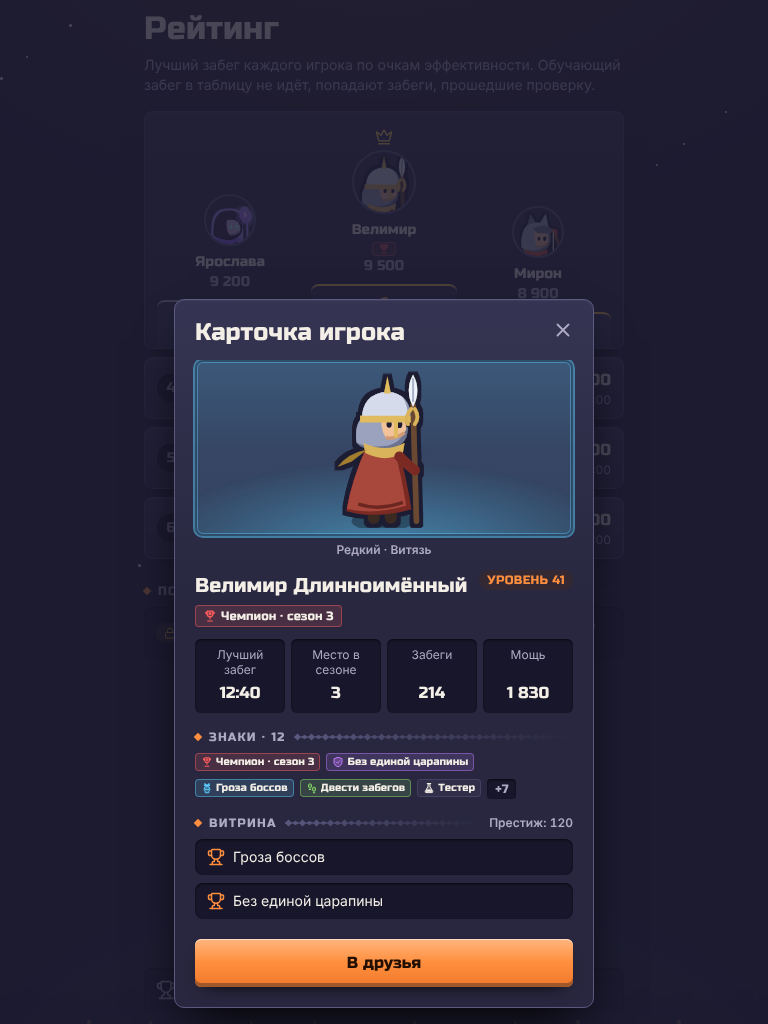 Рейтинг
Лучший забег каждого игрока по очкам эффективности. Обучающий
забег в таблицу не идёт, попадают забеги, прошедшие проверку.
Велимир
9 500
Ярослава
9 200
Мирон
8 900
Карточка игрока
Редкий · Витязь
Велимир Длинноимённый
УРОВЕНЬ 41
Чемпион · сезон 3
Лучший забег
12:40
Место в сезоне
3
Забеги
214
Мощь
1 830
ЗНАКИ · 12
Чемпион · сезон 3
Без единой царапины
Гроза боссов
Двести забегов
Тестер
+7
ВИТРИНА
Престиж: 120
Гроза боссов
Без единой царапины
В друзья